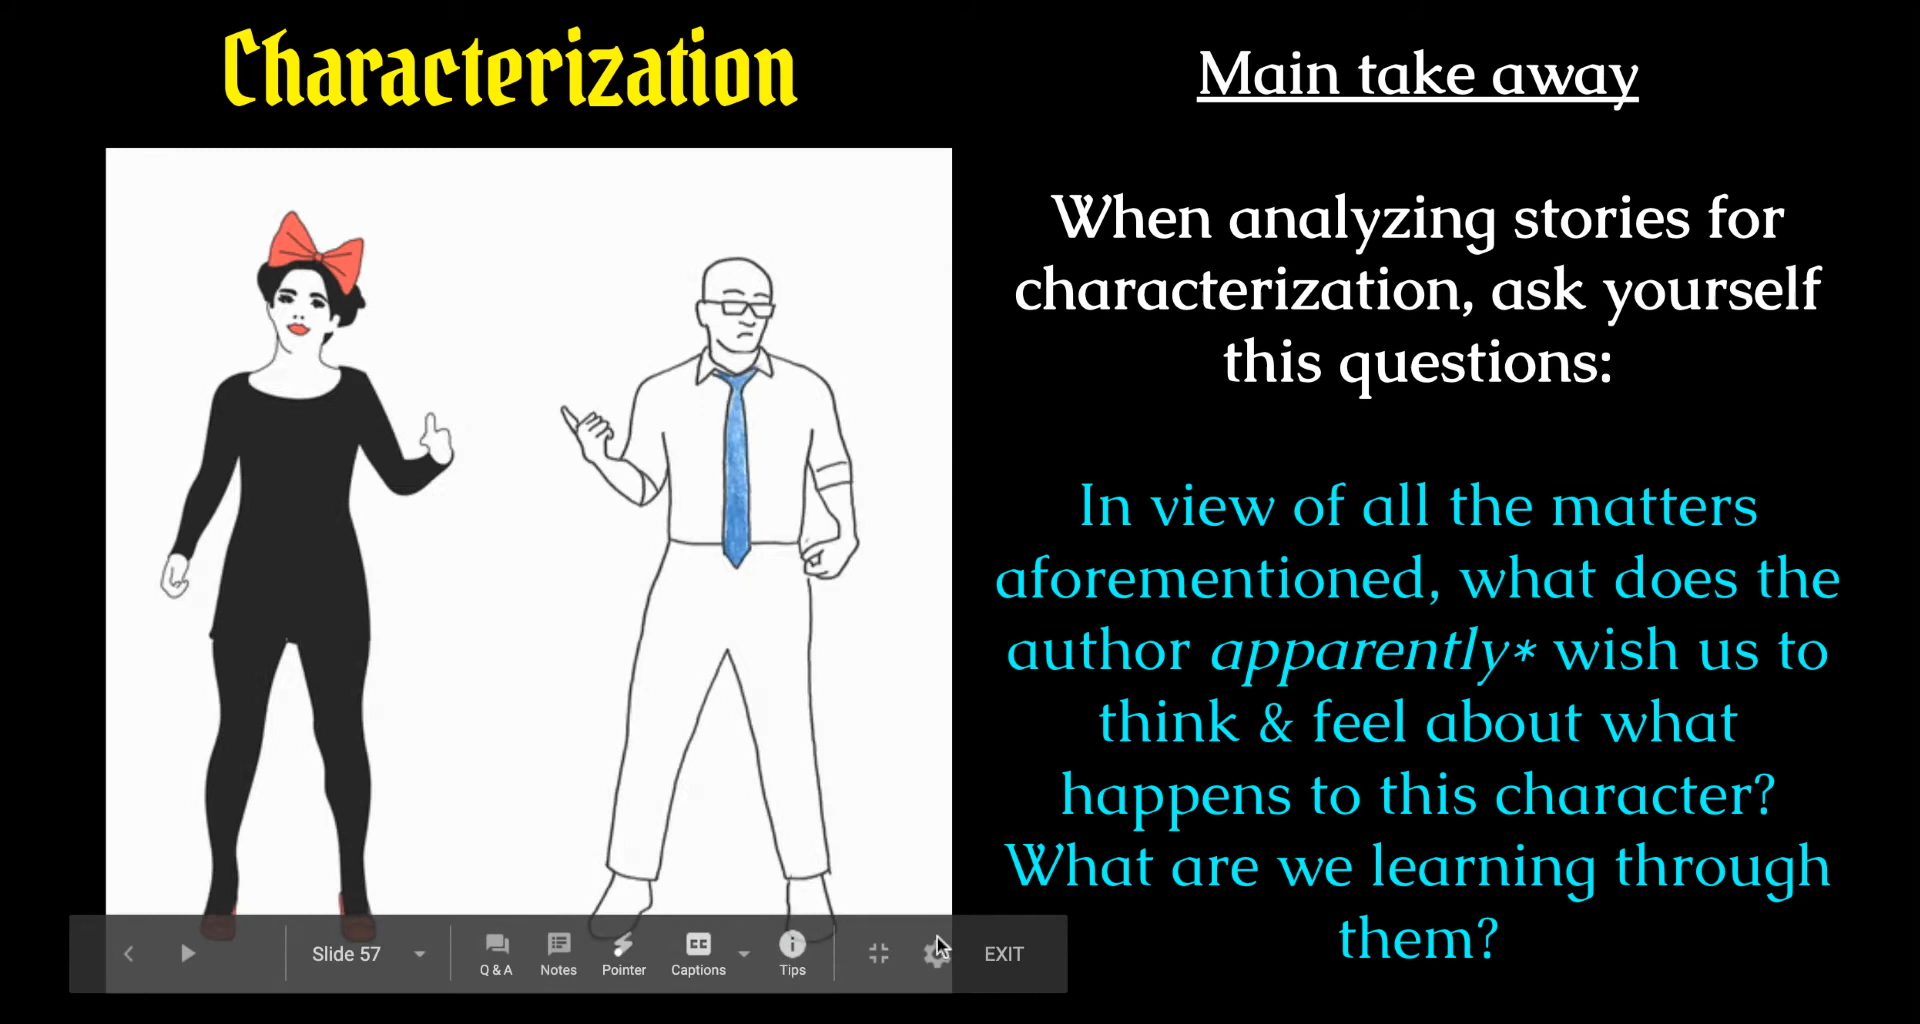 Characterization
Main take away
When analyzing stories for
characterization, ask yourself
this questions:
In view of all the matters
aforementioned, what does the
author apparently* wish us to
think & feel about what
happens to this character?
What are we learning through
them?
Slide 57
Q & A
Notes
Pointer
CC
Captions
Tips
EXIT